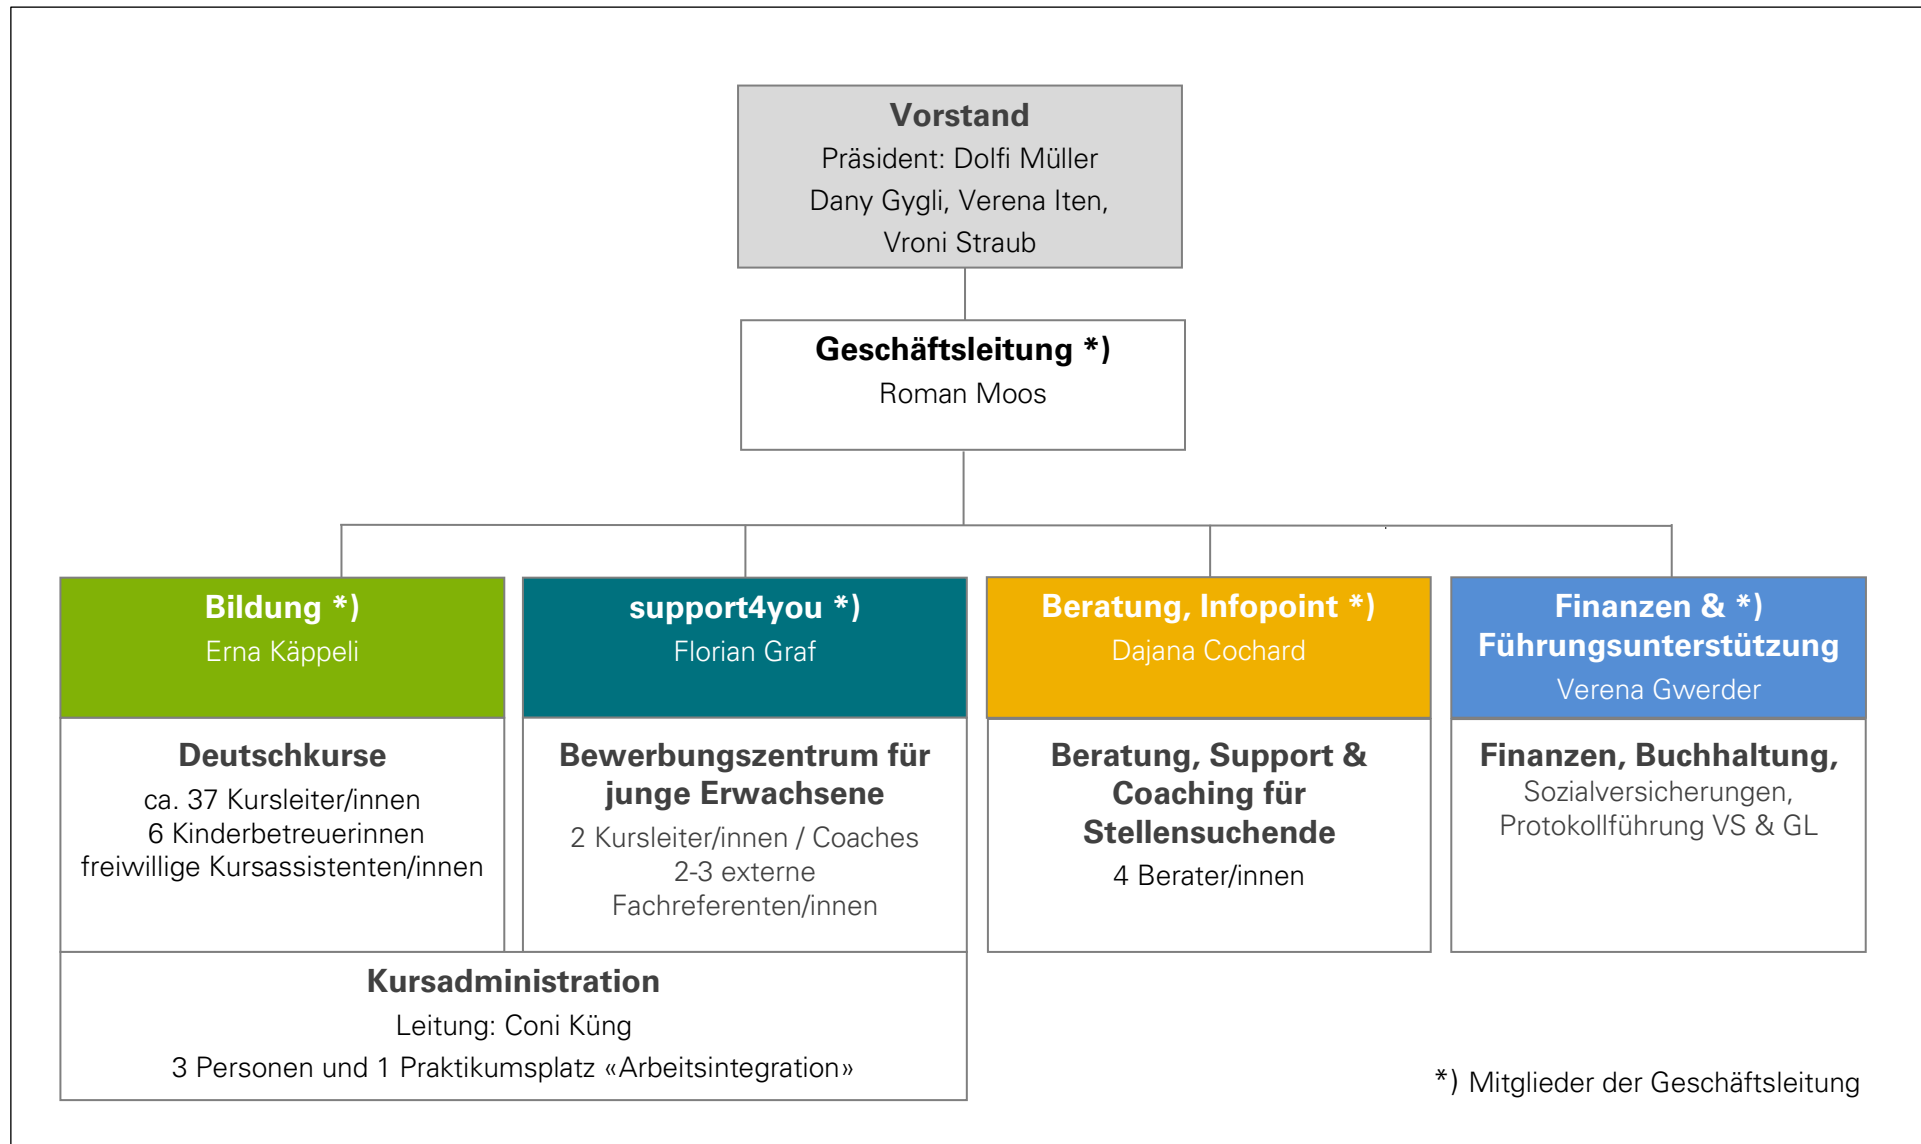 Vorstand
Präsident: Dolfi Müller
Dany Gygli, Verena Iten,
Vroni Straub
Geschäftsleitung *)
Roman Moos
Bildung *)
Erna Käppeli
Deutschkurse
ca. 37 Kursleiter/innen
6 Kinderbetreuerinnen
freiwillige Kursassistenten/innen
support4you *)
Florian Graf
Bewerbungszentrum für
junge Erwachsene
2 Kursleiter/innen / Coaches
2-3 externe
Fachreferenten/innen
Beratung, Infopoint *)
Dajana Cochard
Beratung, Support &
Coaching für
Stellensuchende
4 Berater/innen
Finanzen & *)
Führungsunterstützung
Verena Gwerder
Finanzen, Buchhaltung,
Sozialversicherungen,
Protokollführung VS & GL
Kursadministration
Leitung: Coni Küng
3 Personen und 1 Praktikumsplatz «Arbeitsintegration»
*) Mitglieder der Geschäftsleitung